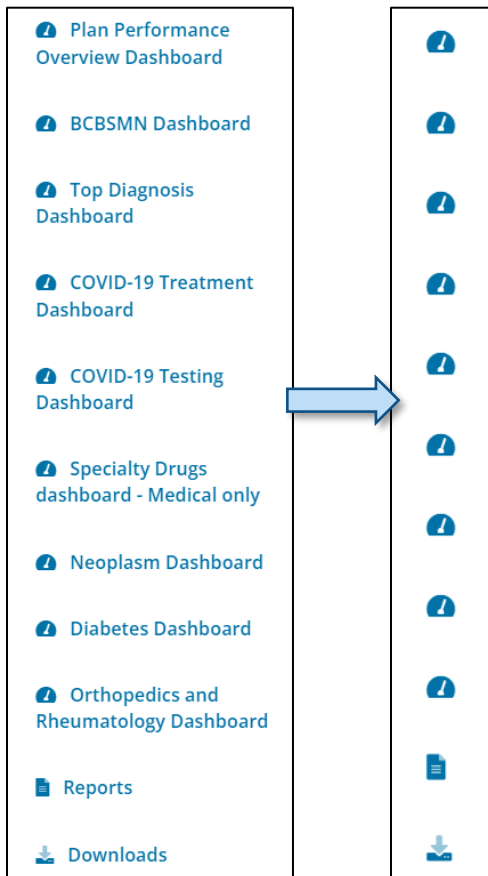 Plan Performance
Overview Dashboard
BCBSMN Dashboard
Top Diagnosis
Dashboard
COVID-19 Treatment
Dashboard
COVID-19 Testing
Dashboard
Specialty Drugs
dashboard - Medical only
Neoplasm Dashboard
Diabetes Dashboard
Orthopedics and
Rheumatology Dashboard
Reports
Downloads